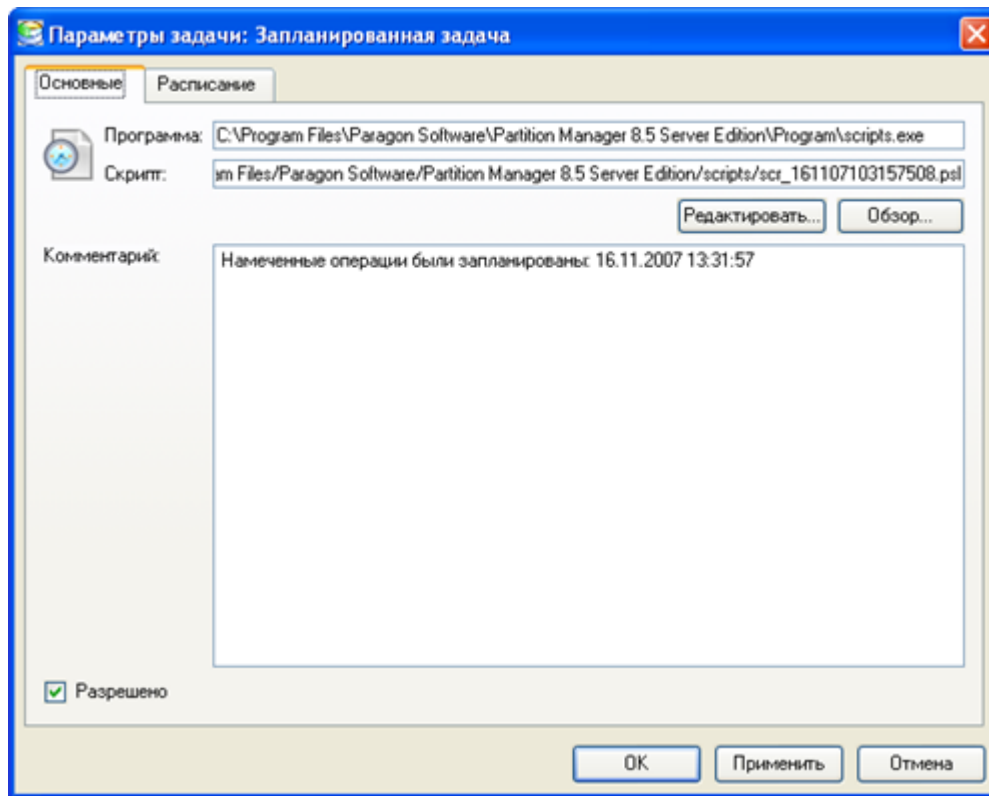 Параметры задачи: Запланированная задача
Основные Расписание
Программа: C:\Program Files\Paragon Software\Partition Manager 8.5 Server Edition\Program\scripts.exe
Скрипт: am Files/Paragon Software/Partition Manager 8.5 Server Edition/scripts/scr_161107103157508.psl
Редактировать... Обзор...
Комментарий: Намеченные операции были запланированы: 16.11.2007 13:31:57
Разрешено
OK Применить Отмена